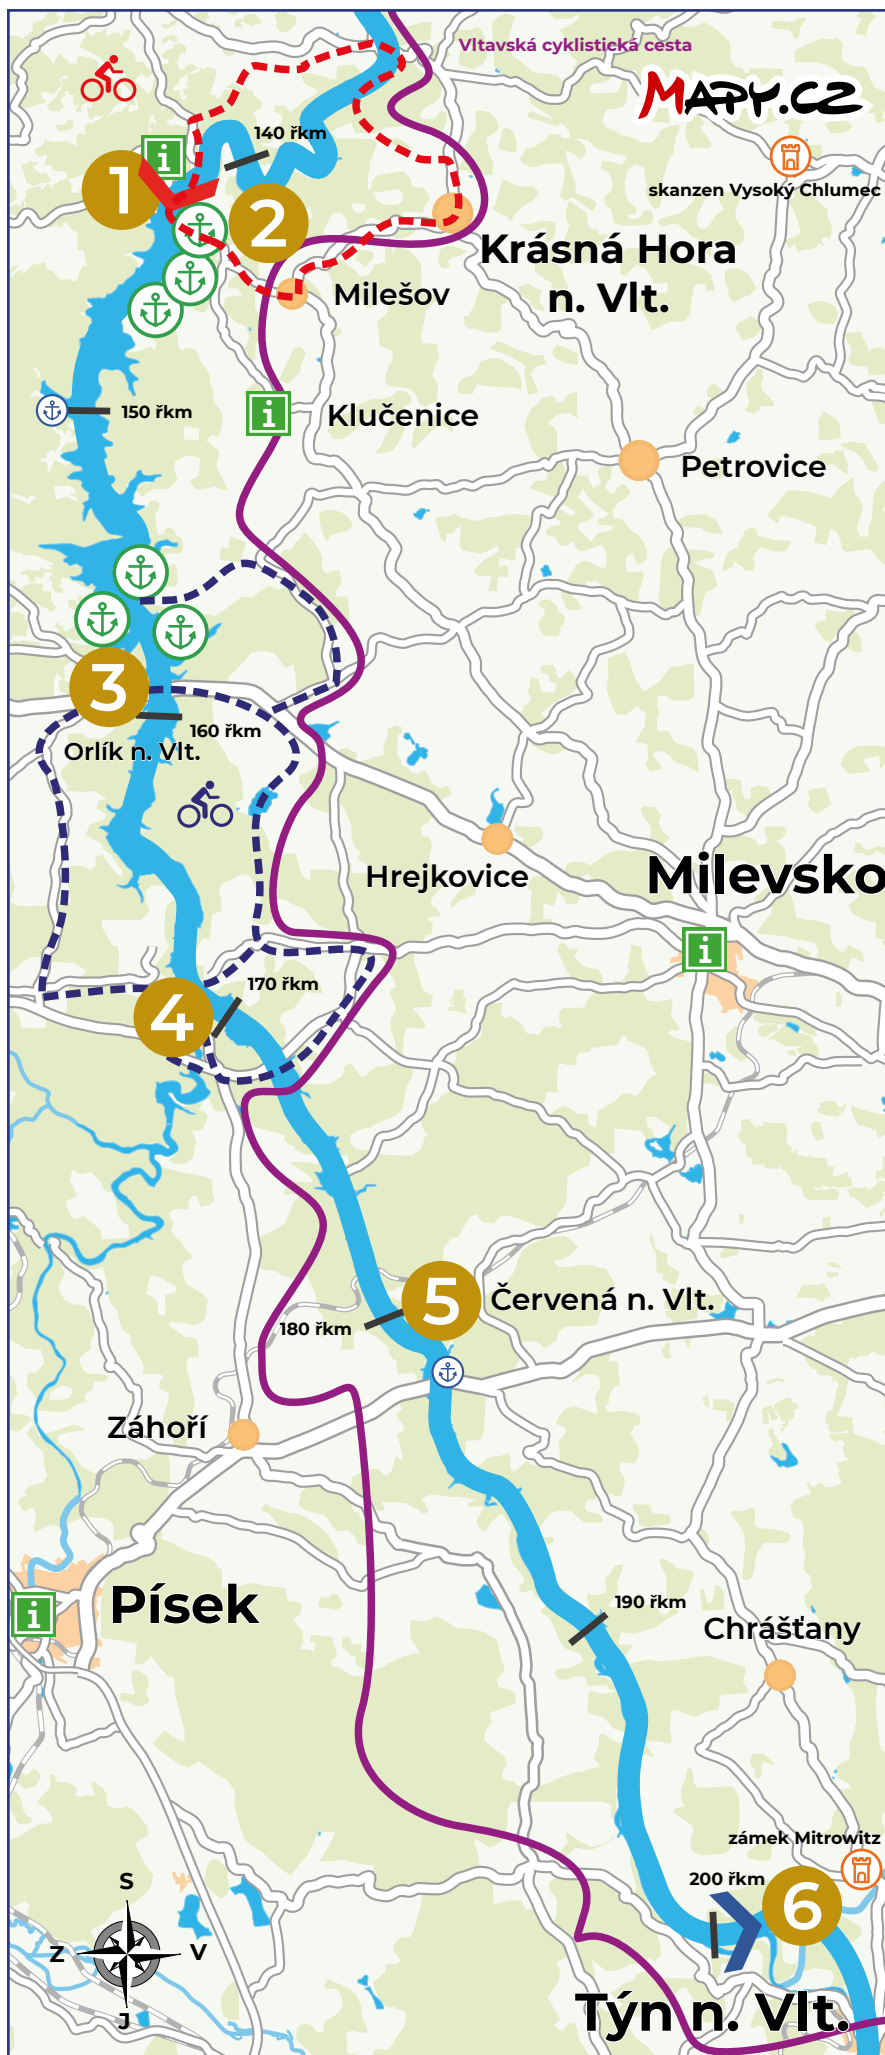 Vltavská cyklistická cesta
MAPY.CZ
140 řkm
i
1
skanzen Vysoký Chlumec
2
Krásná Hora
n. Vlt.
Milešov
150 řkm
i
Klučenice
Petrovice
3
160 řkm
Orlík n. Vlt.
Hrejkovice
Milevsko
i
170 řkm
4
5
Červená n. Vlt.
180 řkm
Záhoří
Písek
i
190 řkm
Chrášťany
zámek Mitrowitz
200 řkm
6
S
Z
V
J
Týn n. Vlt.